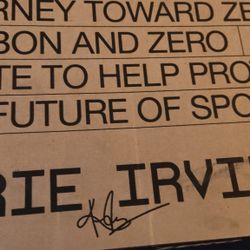 RNEY TOWARD ZE
BON AND ZERO
TE TO HELP PRO
FUTURE OF SPO
RIE IRVI